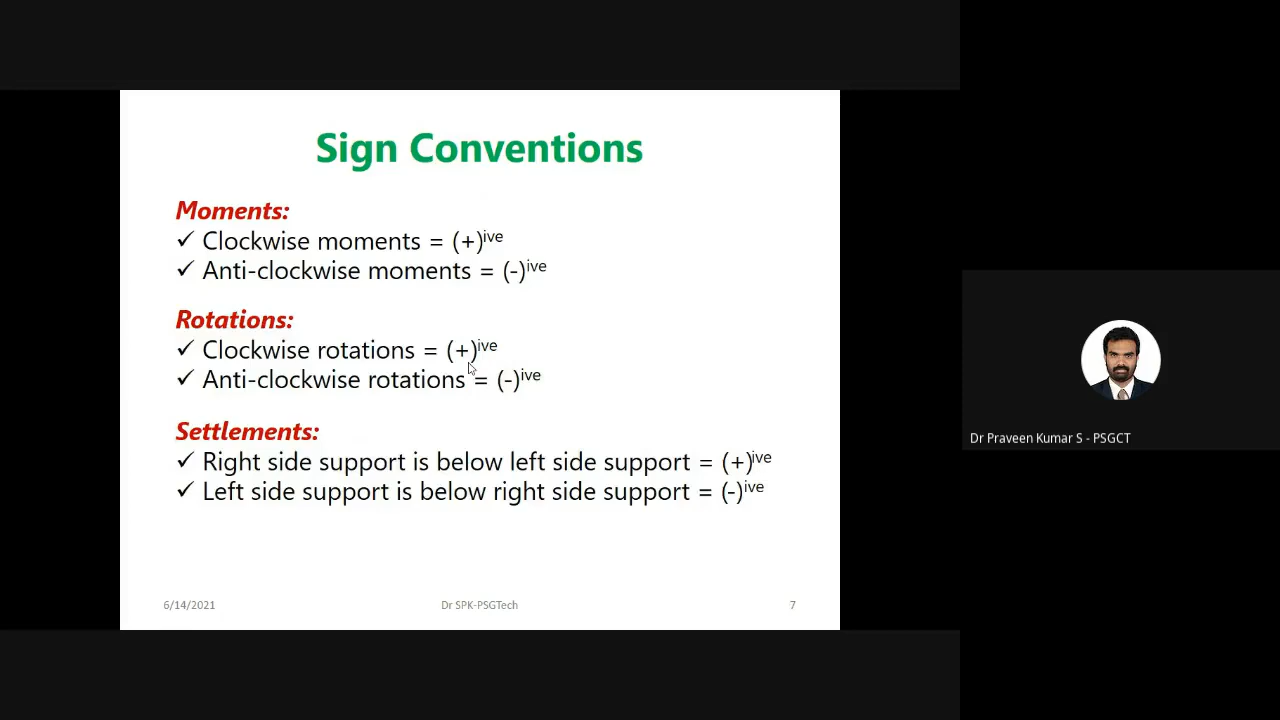 Sign Conventions
Moments:
✓ Clockwise moments = (+)ive
✓ Anti-clockwise moments = (-)ive
Rotations:
✓ Clockwise rotations = (+)ive
✓ Anti-clockwise rotations = (-)ive
Settlements:
✓ Right side support is below left side support = (+)ive
✓ Left side support is below right side support = (-)ive
6/14/2021 Dr SPK-PSGTech 7
Dr Praveen Kumar S - PSGCT